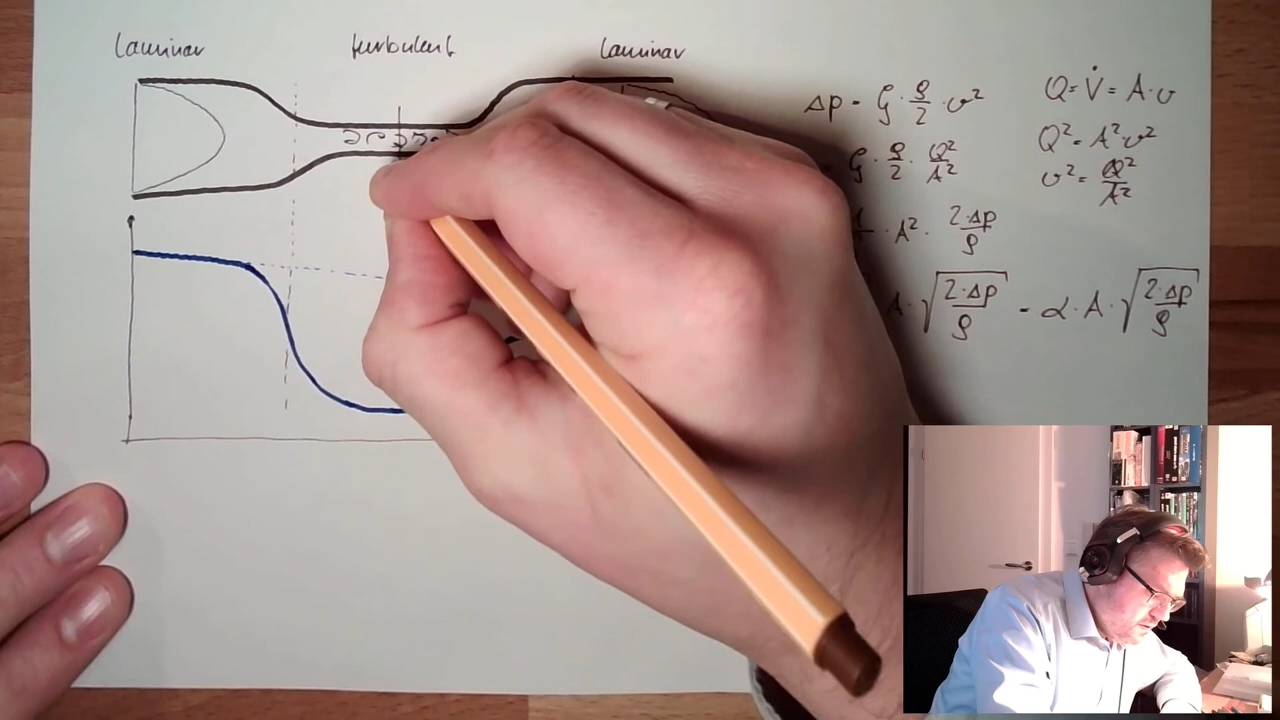 laminar turbulent laminar
Δp = ζ · ρ/2 · v²
ζ · ρ/2 · Q²/A²
· A² · 2·Δp/ρ
A · √(2·Δp/ρ) = α · A · √(2·Δp/ρ)
Q = V̇ = A · v
Q² = A² · v²
v² = Q²/A²